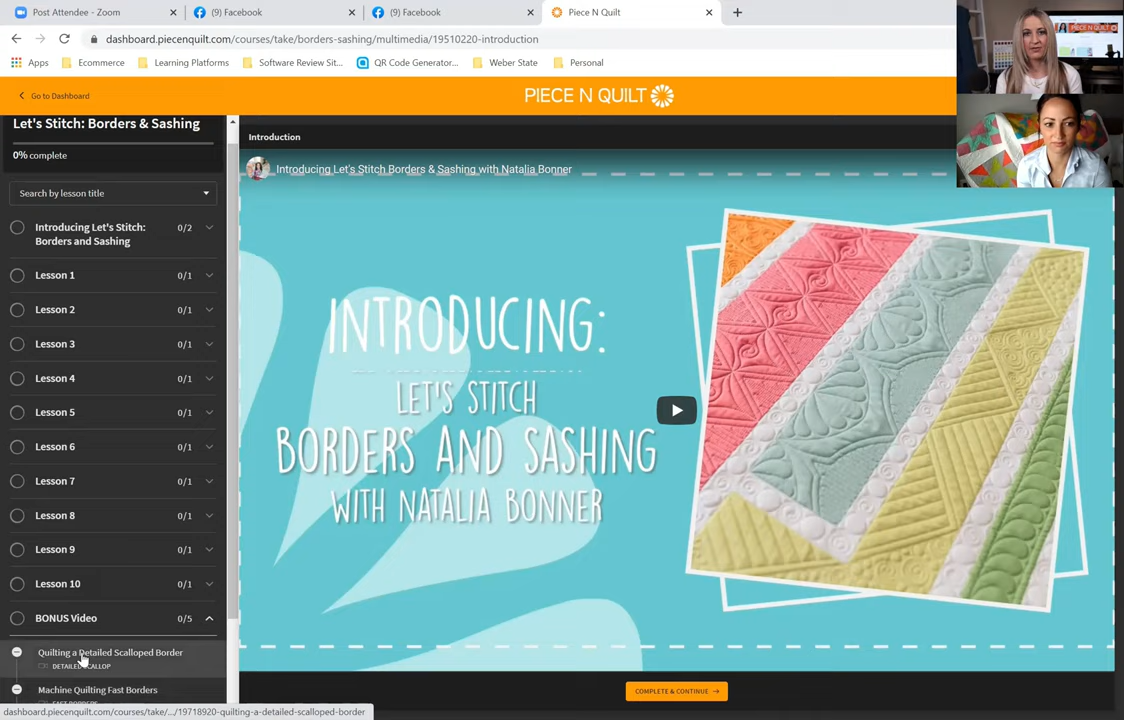 Post Attendee - Zoom
(9) Facebook
(9) Facebook
Piece N Quilt
dashboard.piecenquilt.com/courses/take/borders-sashing/multimedia/19510220-introduction
Apps
Ecommerce
Learning Platforms
Software Review Sit...
QR Code Generator...
Weber State
Personal
Go to Dashboard
PIECE N QUILT
Let's Stitch: Borders & Sashing
0% complete
Search by lesson title
Introducing Let's Stitch: 0/2
Borders and Sashing
Lesson 1 0/1
Lesson 2 0/1
Lesson 3 0/1
Lesson 4 0/1
Lesson 5 0/1
Lesson 6 0/1
Lesson 7 0/1
Lesson 8 0/1
Lesson 9 0/1
Lesson 10 0/1
BONUS Video 0/5
Quilting a Detailed Scalloped Border
Machine Quilting Fast Borders
Introduction
Introducing Let's Stitch Borders & Sashing with Natalia Bonner
INTRODUCING:
LET'S STITCH
BORDERS AND SASHING
WITH NATALIA BONNER
COMPLETE & CONTINUE →
dashboard.piecenquilt.com/courses/take/.../19718920-quilting-a-detailed-scalloped-border